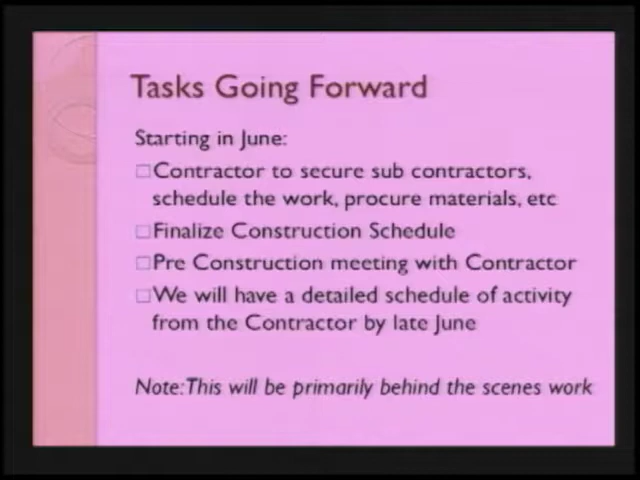 Tasks Going Forward
Starting in June:
□Contractor to secure sub contractors,
schedule the work, procure materials, etc
□Finalize Construction Schedule
□Pre Construction meeting with Contractor
□We will have a detailed schedule of activity
from the Contractor by late June
Note:This will be primarily behind the scenes work